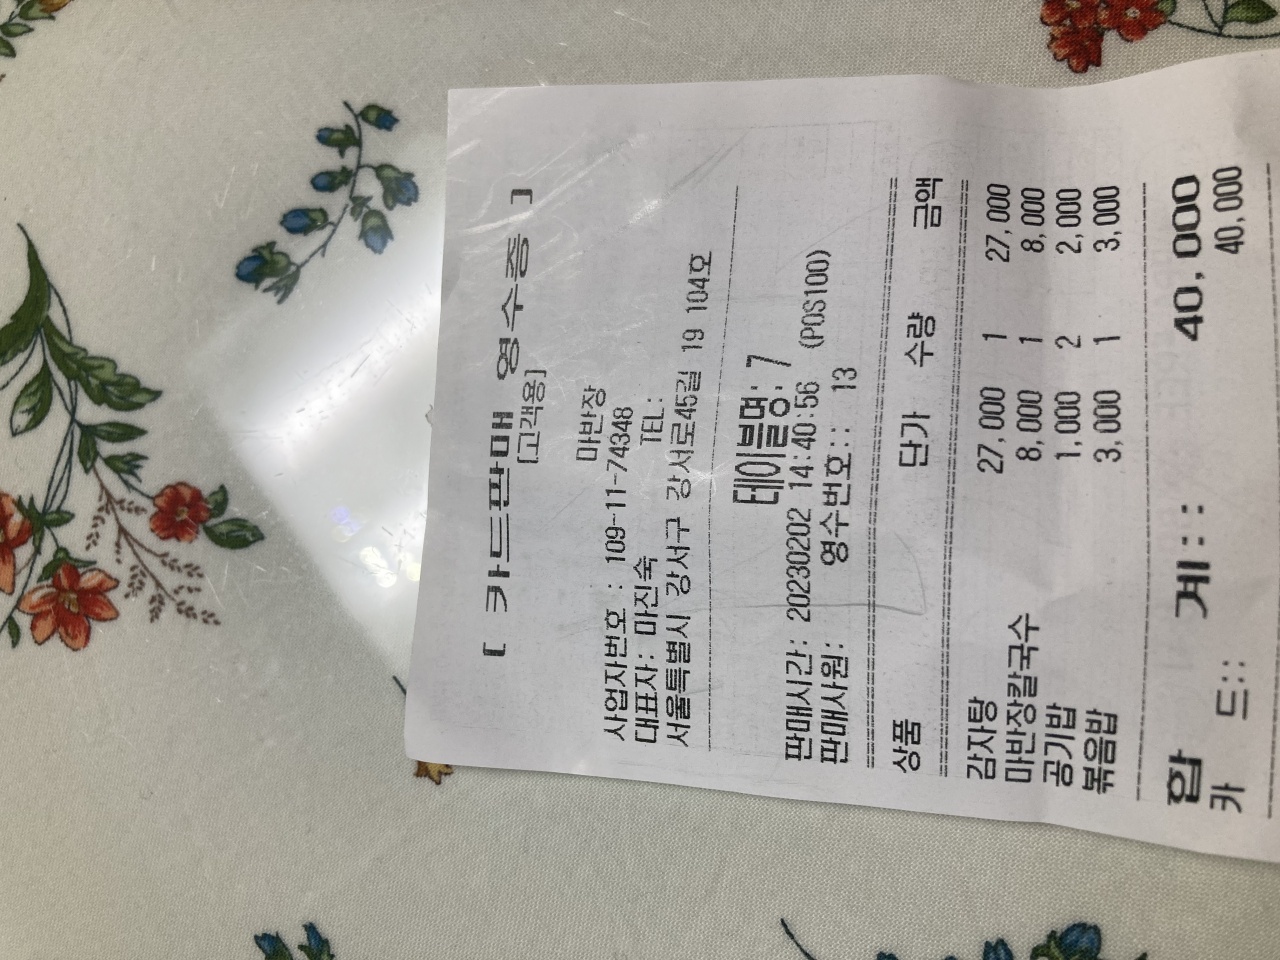 [ 카드판매 영수증 ]
[고객용]
마반장
사업자번호 : 109-11-74348
대표자: 마진숙 TEL:
서울특별시 강서구 강서로45길 19 104호
테이블명: 7
판매시간: 20230202 14:40:56 (POS100)
판매사원: 영수번호:: 13
상품 단가 수량 금액
감자탕 27,000 1 27,000
마반장칼국수 8,000 1 8,000
공기밥 1,000 2 2,000
볶음밥 3,000 1 3,000
합 계:: 40,000
카 드:: 40,000